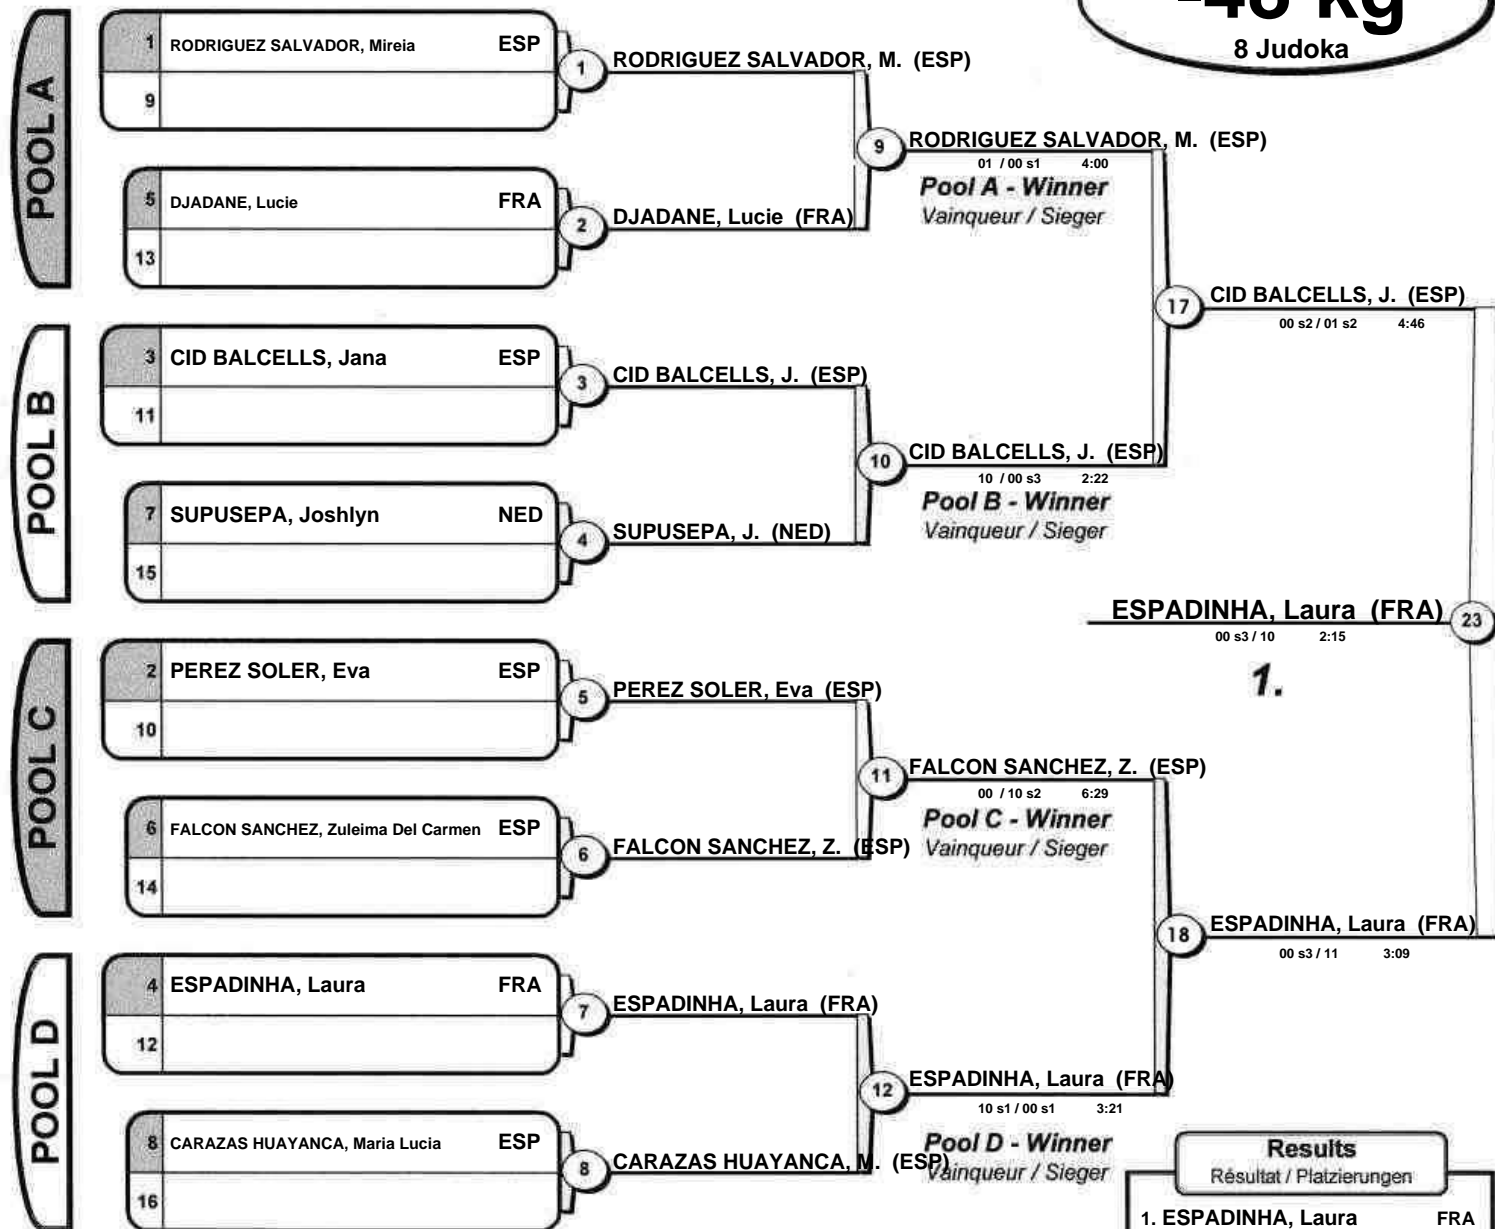 -48 kg
8 Judoka
POOL A
1 RODRIGUEZ SALVADOR, Mireia ESP
9
1 RODRIGUEZ SALVADOR, M. (ESP)
5 DJADANE, Lucie FRA
13
2 DJADANE, Lucie (FRA)
9 RODRIGUEZ SALVADOR, M. (ESP)
01 / 00 s1 4:00
Pool A - Winner
Vainqueur / Sieger
POOL B
3 CID BALCELLS, Jana ESP
11
3 CID BALCELLS, J. (ESP)
7 SUPUSEPA, Joshlyn NED
15
4 SUPUSEPA, J. (NED)
10 CID BALCELLS, J. (ESP)
10 / 00 s3 2:22
Pool B - Winner
Vainqueur / Sieger
17 CID BALCELLS, J. (ESP)
00 s2 / 01 s2 4:46
ESPADINHA, Laura (FRA) 23
00 s3 / 10 2:15
1.
POOL C
2 PEREZ SOLER, Eva ESP
10
5 PEREZ SOLER, Eva (ESP)
6 FALCON SANCHEZ, Zuleima Del Carmen ESP
14
6 FALCON SANCHEZ, Z. (ESP)
11 FALCON SANCHEZ, Z. (ESP)
00 / 10 s2 6:29
Pool C - Winner
Vainqueur / Sieger
POOL D
4 ESPADINHA, Laura FRA
12
7 ESPADINHA, Laura (FRA)
8 CARAZAS HUAYANCA, Maria Lucia ESP
16
8 CARAZAS HUAYANCA, M. (ESP)
12 ESPADINHA, Laura (FRA)
10 s1 / 00 s1 3:21
Pool D - Winner
Vainqueur / Sieger
18 ESPADINHA, Laura (FRA)
00 s3 / 11 3:09
Results
Résultat / Platzierungen
1. ESPADINHA, Laura FRA